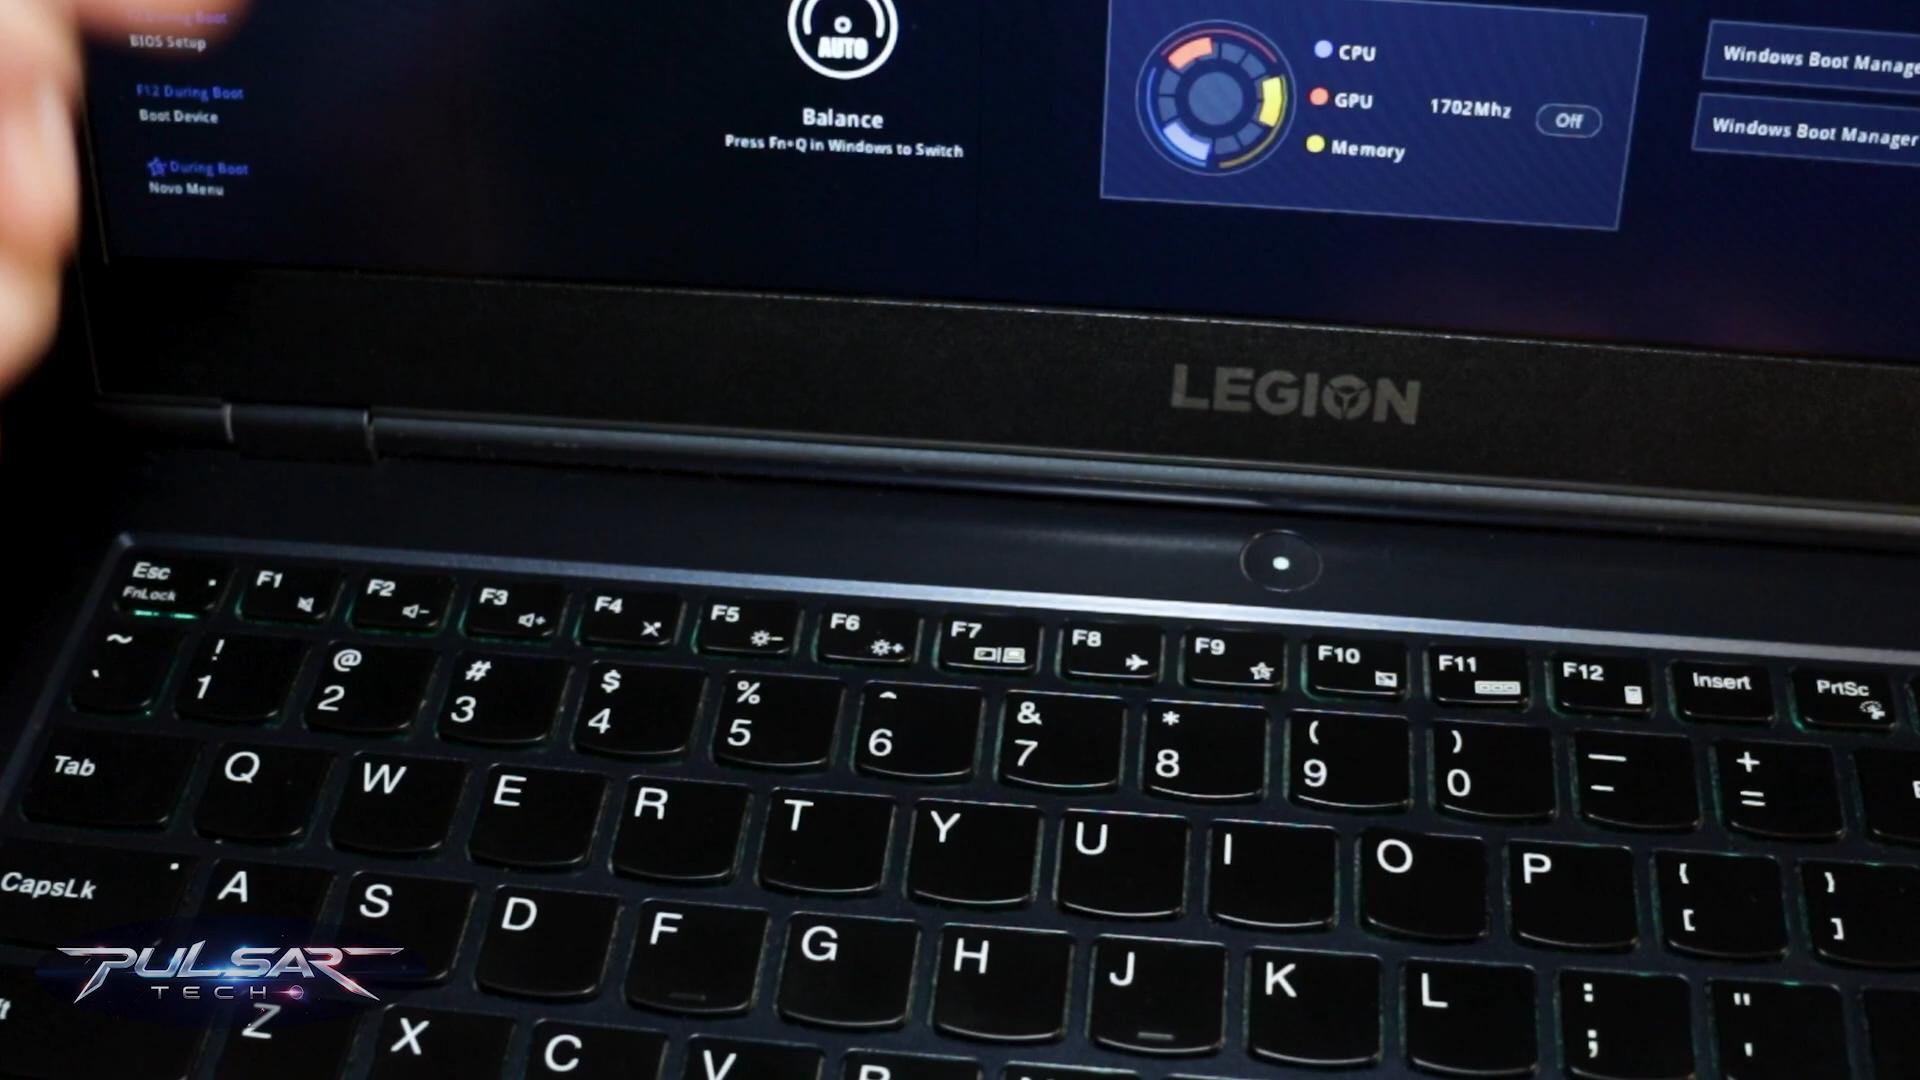 F2 During Boot
BIOS Setup
F12 During Boot
Boot Device
During Boot
Novo Menu
AUTO
Balance
Press Fn+Q in Windows to Switch
CPU
GPU
Memory
1702Mhz
Off
Windows Boot Manage
Windows Boot Manager
LEGION
Esc
FnLock
F1
F2
F3
F4
F5
F6
F7
F8
F9
F10
F11
F12
Insert
PrtSc
~ `
! 1
@ 2
# 3
$ 4
% 5
^ 6
& 7
* 8
( 9
) 0
_ -
+ =
Tab Q W E R T Y U I O P { [ } ]
CapsLk A S D F G H J K L : ; " '
PULSAR
TECH
Z X C V B